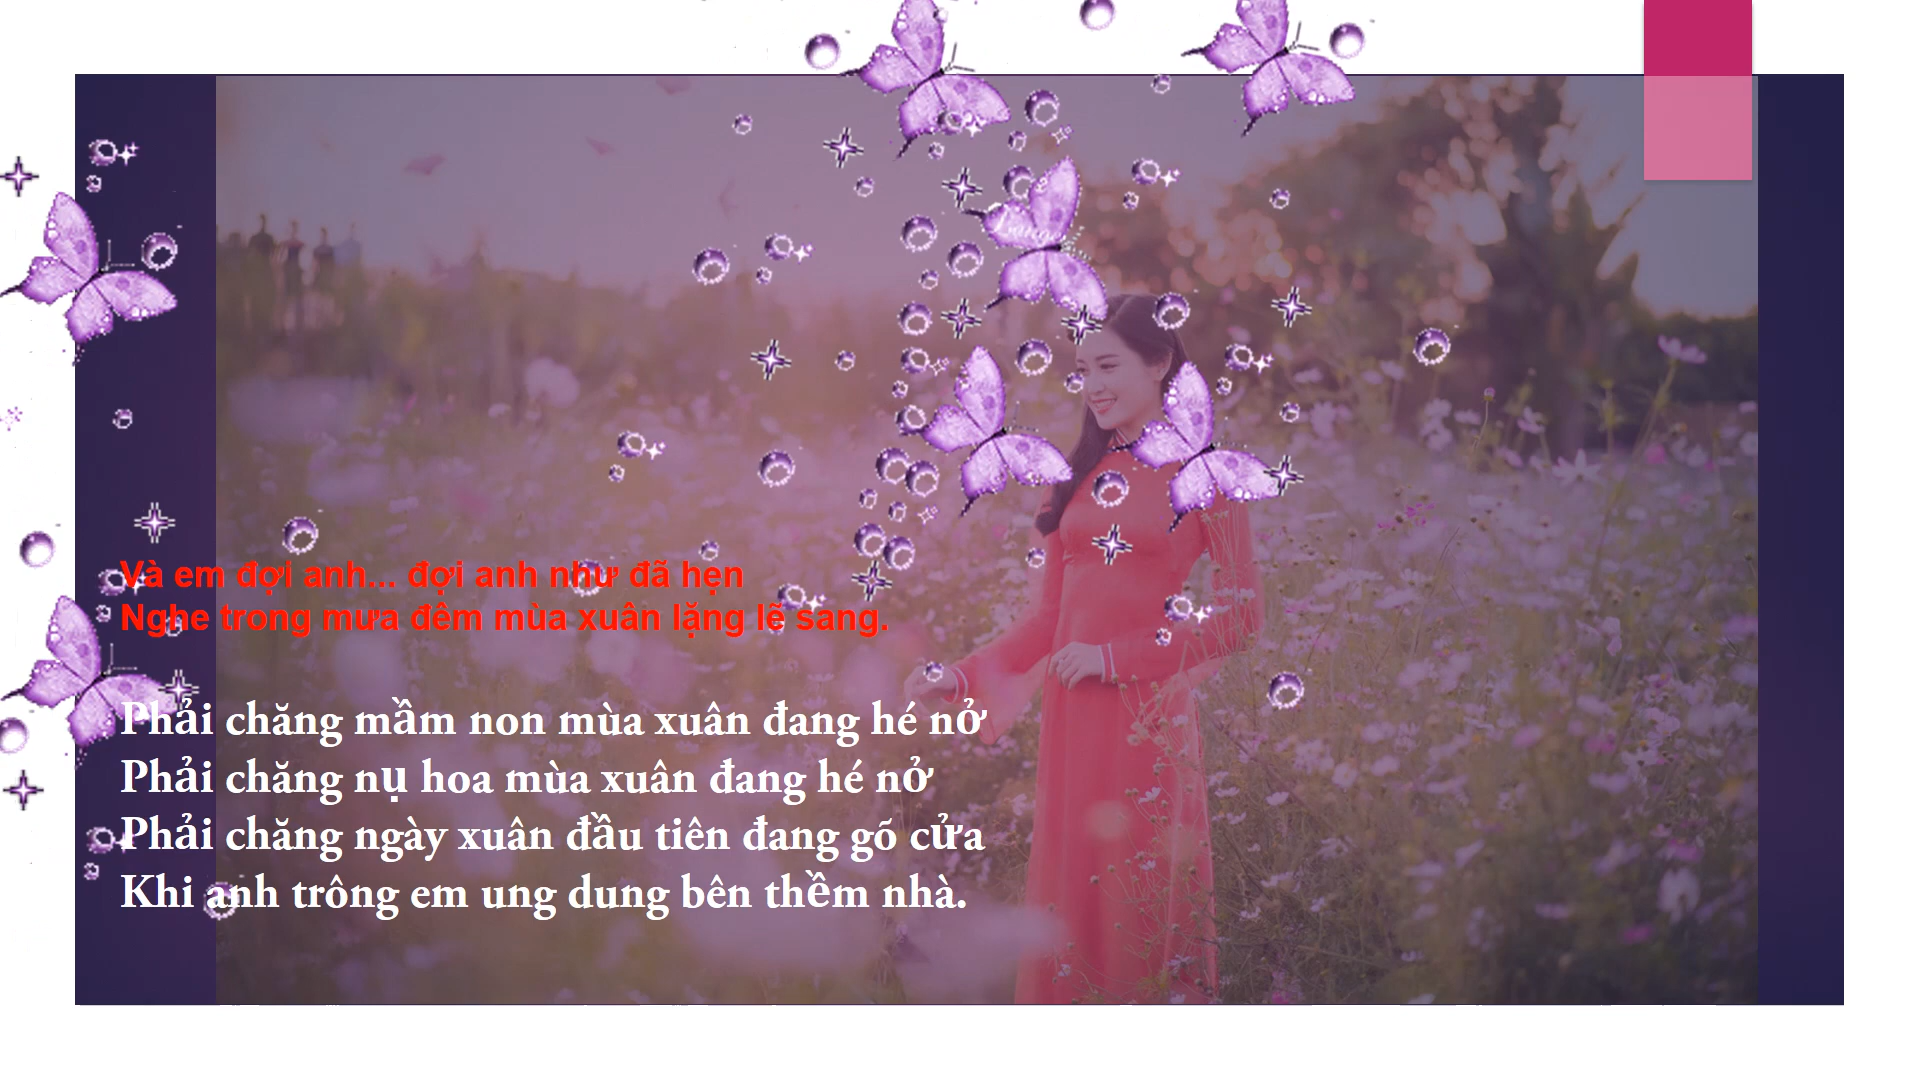 Và em đợi anh... đợi anh như đã hẹn
Nghe trong mưa đêm mùa xuân lặng lẽ sang.
Phải chăng mầm non mùa xuân đang hé nở
Phải chăng nụ hoa mùa xuân đang hé nở
Phải chăng ngày xuân đầu tiên đang gõ cửa
Khi anh trông em ung dung bên thềm nhà.